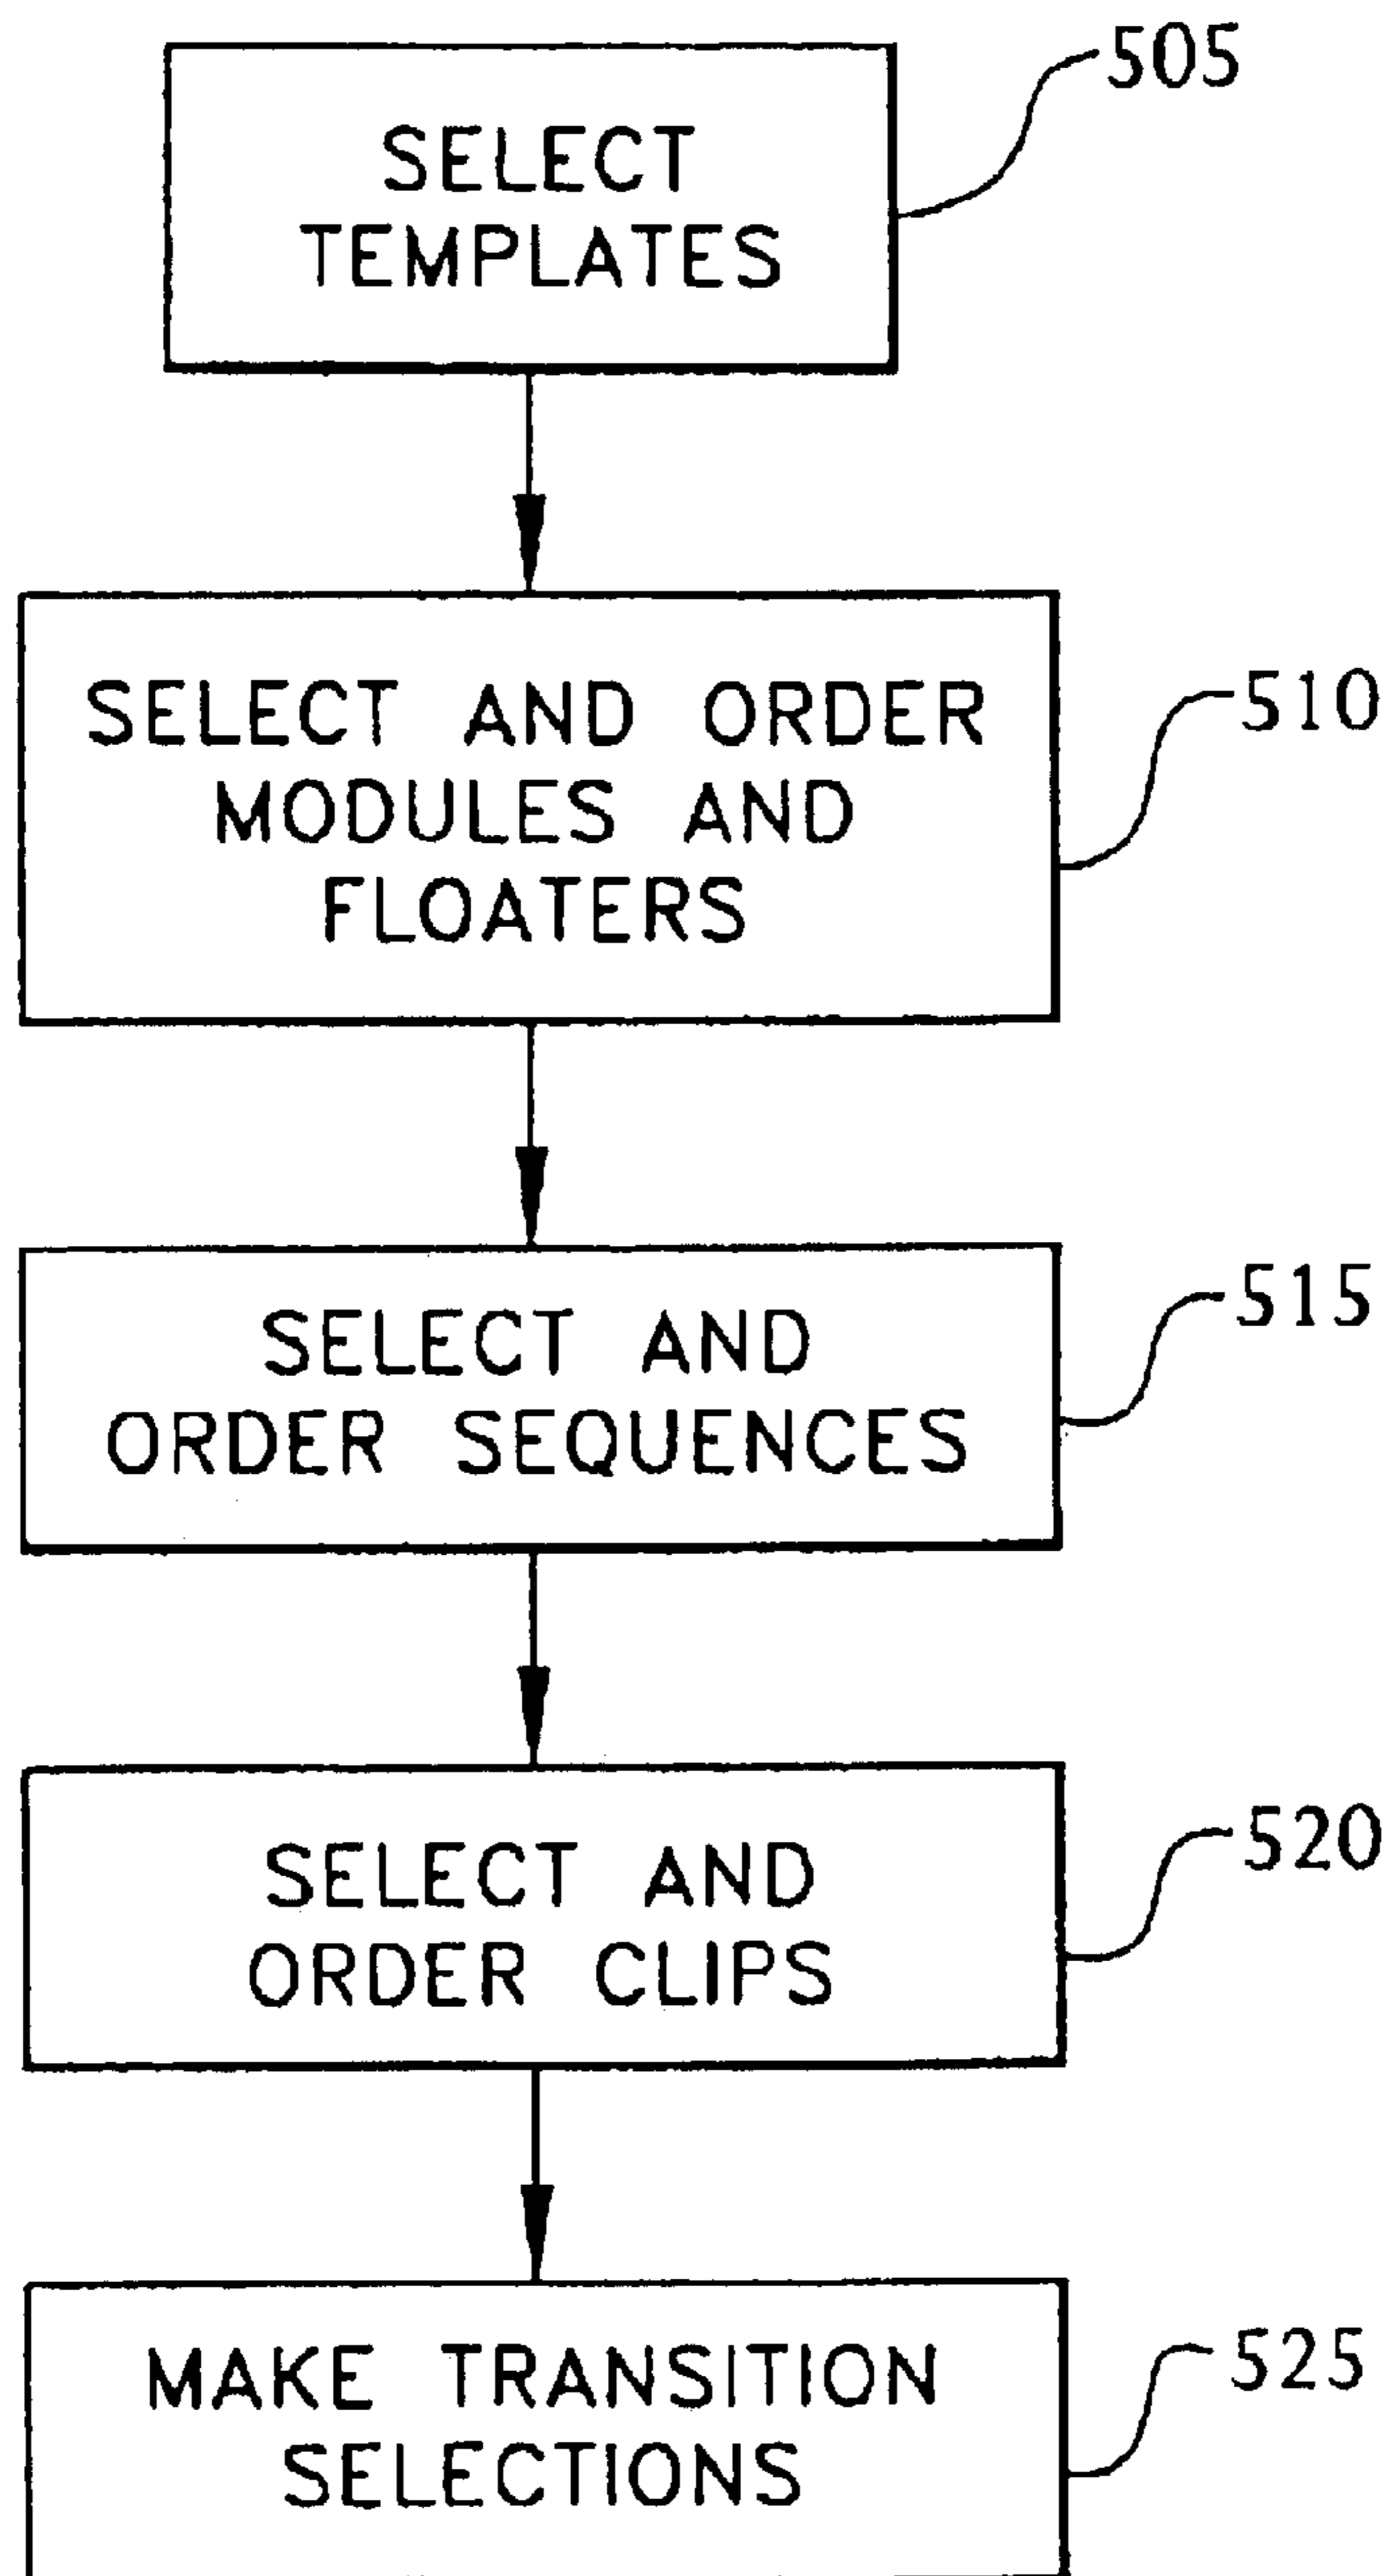 SELECT
TEMPLATES
505
SELECT AND ORDER
MODULES AND
FLOATERS
510
SELECT AND
ORDER SEQUENCES
515
SELECT AND
ORDER CLIPS
520
MAKE TRANSITION
SELECTIONS
525